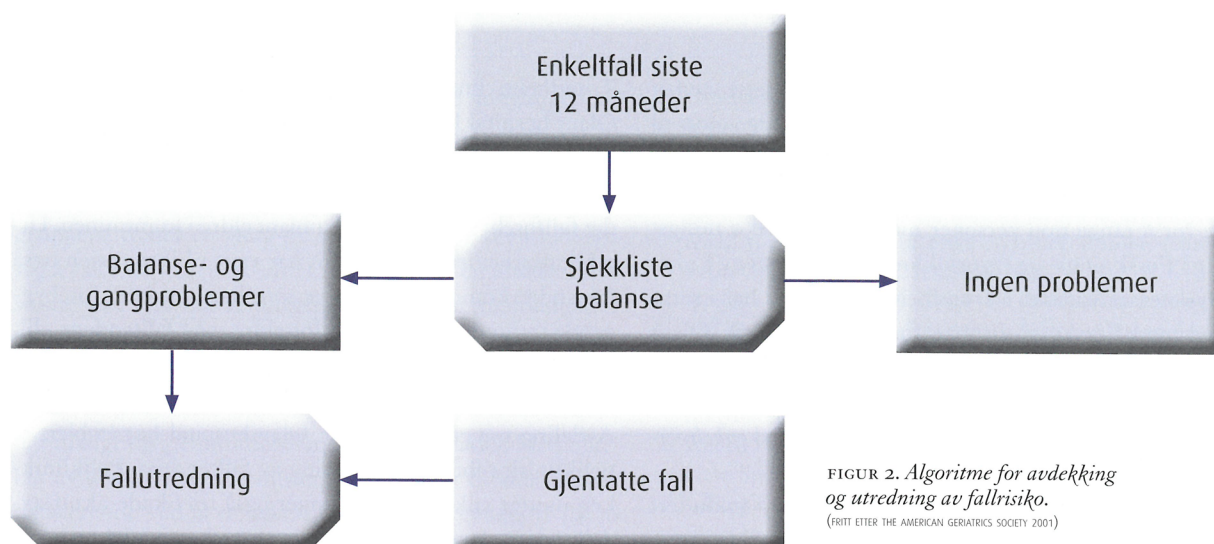 Enkeltfall siste
12 måneder
Balanse- og
gangproblemer
Sjekkliste
balanse
Ingen problemer
Fallutredning
Gjentatte fall
FIGUR 2. Algoritme for avdekking
og utredning av fallrisiko.
(FRITT ETTER THE AMERICAN GERIATRICS SOCIETY 2001)